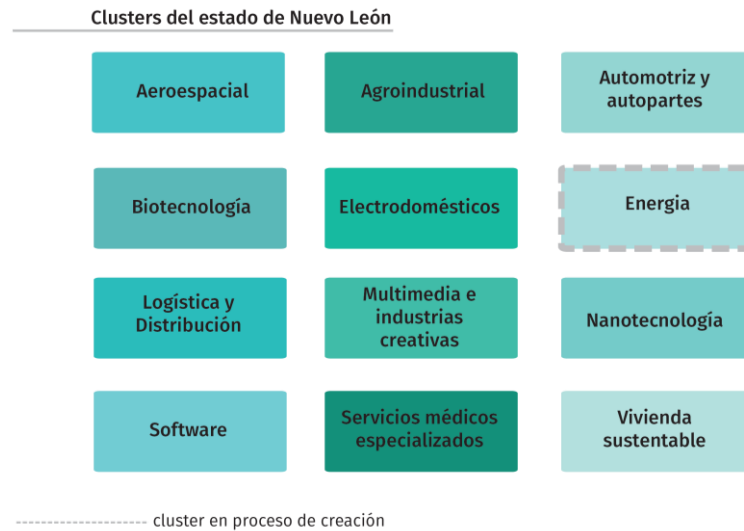 Clusters del estado de Nuevo León
Aeroespacial
Agroindustrial
Automotriz y
autopartes
Biotecnología
Electrodomésticos
Energia
Logística y
Distribución
Multimedia e
industrias
creativas
Nanotecnología
Software
Servicios médicos
especializados
Vivienda
sustentable
cluster en proceso de creación